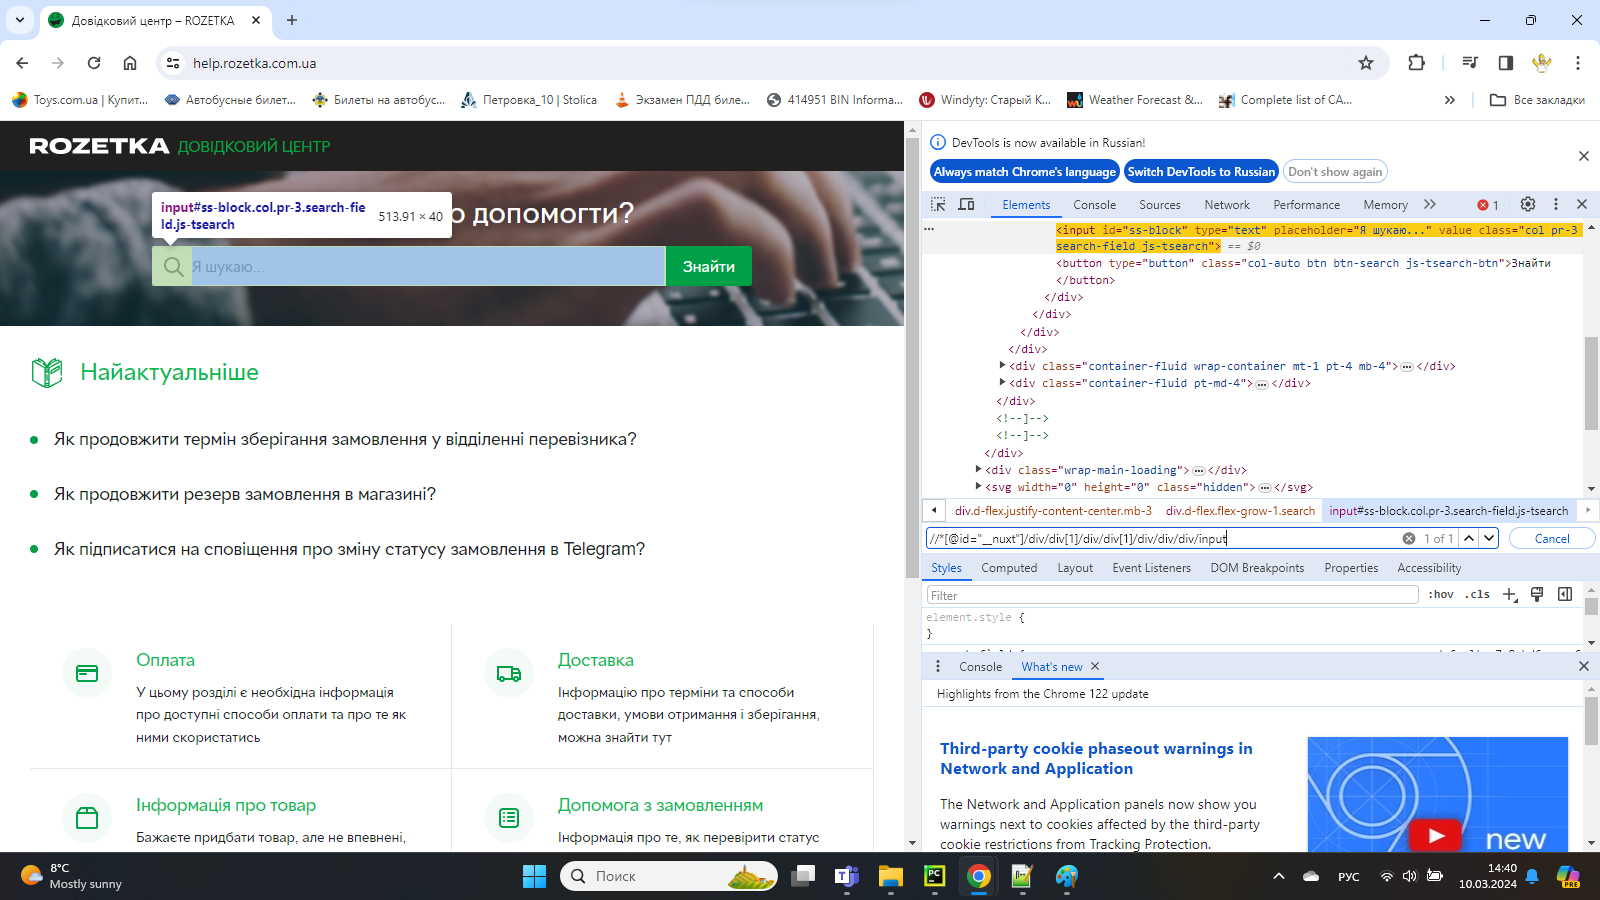 Довідковий центр – ROZETKA
help.rozetka.com.ua
Toys.com.ua | Купит...
Автобусные билет...
Билеты на автобус...
Петровка_10 | Stolica
Экзамен ПДД биле...
414951 BIN Informa...
Windyty: Старый К...
Weather Forecast &...
Complete list of CA...
Все закладки
ROZETKA ДОВІДКОВИЙ ЦЕНТР
input#ss-block.col.pr-3.search-fie
ld.js-tsearch
513.91 × 40
о допомогти?
Я шукаю...
Знайти
Найактуальніше
Як продовжити термін зберігання замовлення у відділенні перевізника?
Як продовжити резерв замовлення в магазині?
Як підписатися на сповіщення про зміну статусу замовлення в Telegram?
Оплата
У цьому розділі є необхідна інформація
про доступні способи оплати та про те як
ними скористатись
Доставка
Інформацію про терміни та способи
доставки, умови отримання і зберігання,
можна знайти тут
Інформація про товар
Бажаєте придбати товар, але не впевнені,
Допомога з замовленням
Інформація про те, як перевірити статус
DevTools is now available in Russian!
Always match Chrome's language
Switch DevTools to Russian
Don't show again
Elements
Console
Sources
Network
Performance
Memory
1
<input id="ss-block" type="text" placeholder="Я шукаю..." value class="col pr-3
search-field js-tsearch"> == $0
<button type="button" class="col-auto btn btn-search js-tsearch-btn">Знайти
</button>
</div>
</div>
</div>
</div>
<div class="container-fluid wrap-container mt-1 pt-4 mb-4">…</div>
<div class="container-fluid pt-md-4">…</div>
</div>
<!--]-->
<!--]-->
</div>
<div class="wrap-main-loading">…</div>
<svg width="0" height="0" class="hidden">…</svg>
div.d-flex.justify-content-center.mb-3
div.d-flex.flex-grow-1.search
input#ss-block.col.pr-3.search-field.js-tsearch
//*[@id="__nuxt"]/div/div[1]/div/div[1]/div/div/div/input
1 of 1
Cancel
Styles
Computed
Layout
Event Listeners
DOM Breakpoints
Properties
Accessibility
Filter
:hov
.cls
element.style {
}
Console
What's new
Highlights from the Chrome 122 update
Third-party cookie phaseout warnings in
Network and Application
The Network and Application panels now show you
warnings next to cookies affected by the third-party
cookie restrictions from Tracking Protection.
new
8°C
Mostly sunny
Поиск
РУС
14:40
10.03.2024